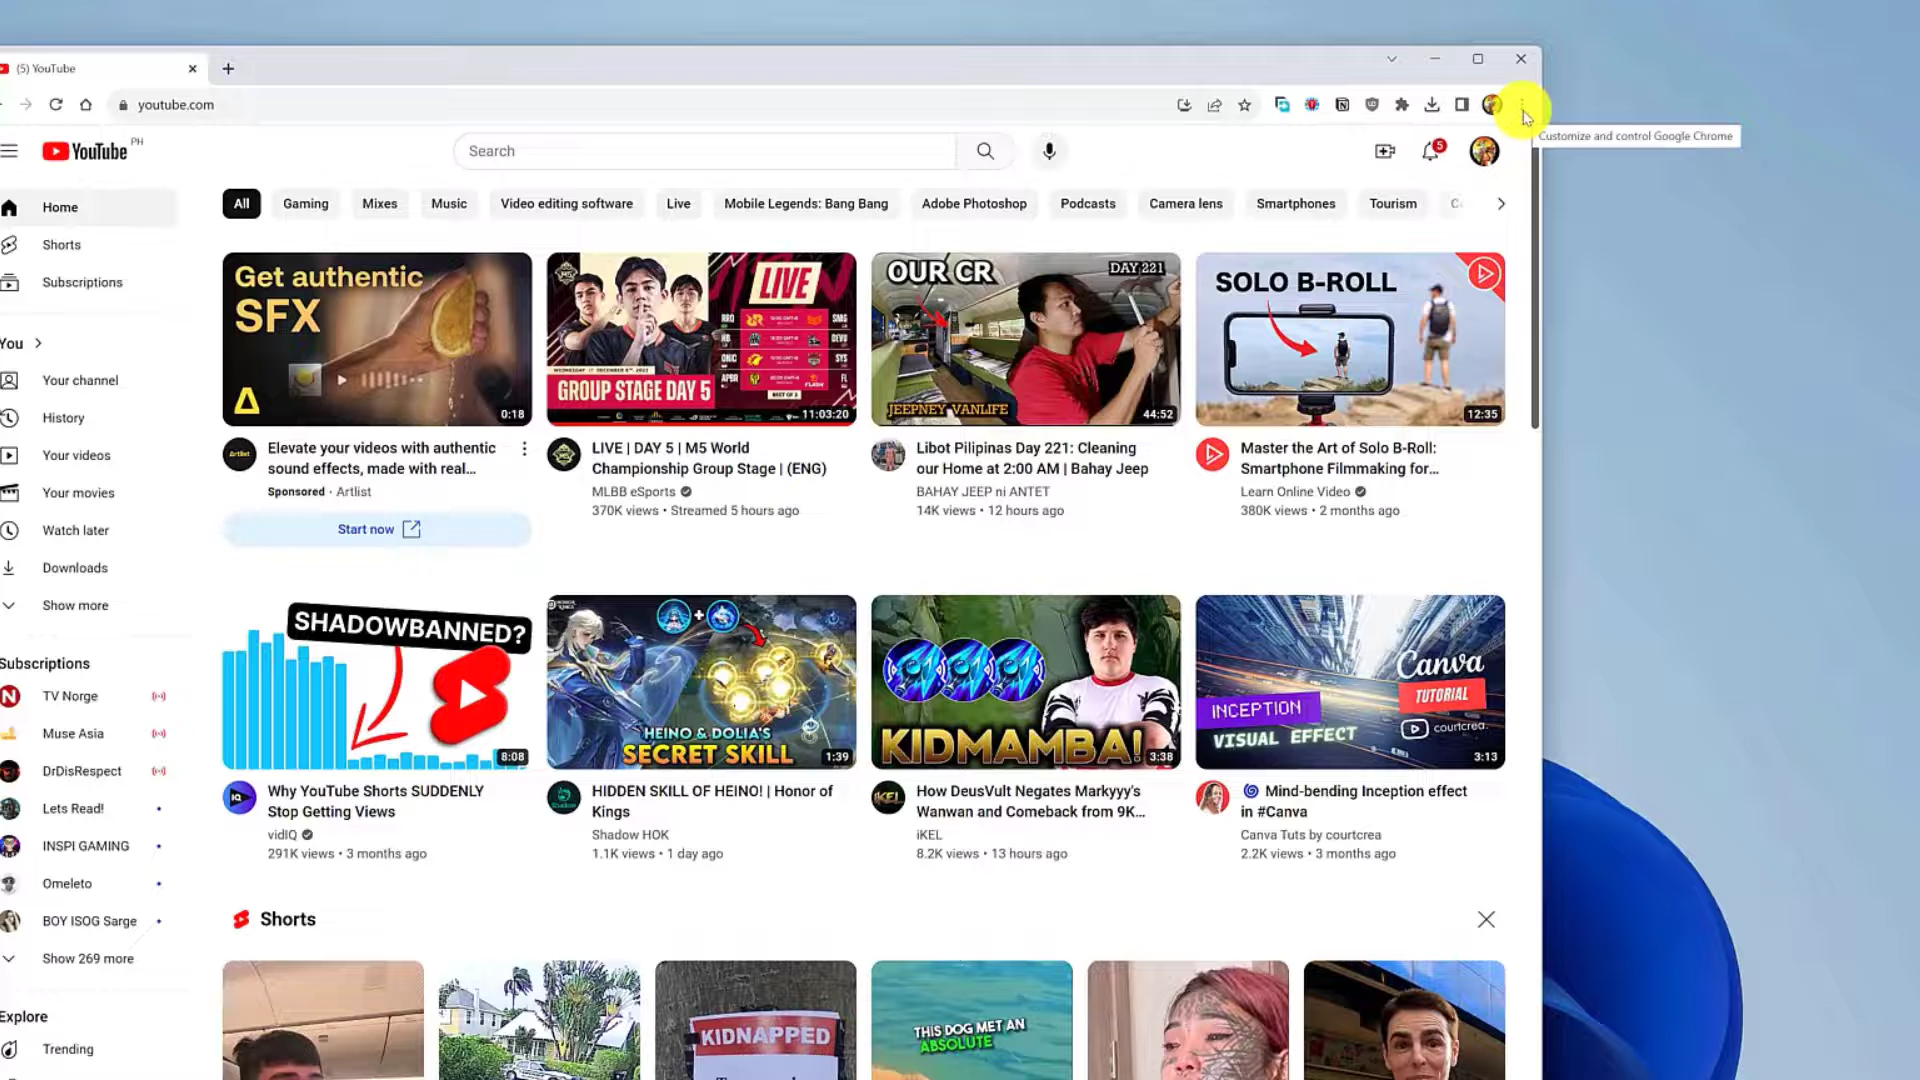 (5) YouTube
youtube.com
Customize and control Google Chrome
YouTube PH
Search
5
Home
Shorts
Subscriptions
You
Your channel
History
Your videos
Your movies
Watch later
Downloads
Show more
Subscriptions
TV Norge
Muse Asia
DrDisRespect
Lets Read!
INSPI GAMING
Omeleto
BOY ISOG Sarge
Show 269 more
Explore
Trending
All
Gaming
Mixes
Music
Video editing software
Live
Mobile Legends: Bang Bang
Adobe Photoshop
Podcasts
Camera lens
Smartphones
Tourism
Get authentic
SFX
0:18
Elevate your videos with authentic
sound effects, made with real...
Sponsored · Artlist
Start now
LIVE
GROUP STAGE DAY 5
11:03:20
LIVE | DAY 5 | M5 World
Championship Group Stage | (ENG)
MLBB eSports
370K views • Streamed 5 hours ago
OUR CR
DAY 221
JEEPNEY VANLIFE
44:52
Libot Pilipinas Day 221: Cleaning
our Home at 2:00 AM | Bahay Jeep
BAHAY JEEP ni ANTET
14K views • 12 hours ago
SOLO B-ROLL
12:35
Master the Art of Solo B-Roll:
Smartphone Filmmaking for...
Learn Online Video
380K views • 2 months ago
SHADOWBANNED?
8:08
Why YouTube Shorts SUDDENLY
Stop Getting Views
vidIQ
291K views • 3 months ago
HEINO & DOLIA'S
SECRET SKILL
1:39
HIDDEN SKILL OF HEINO! | Honor of
Kings
Shadow HOK
1.1K views • 1 day ago
KIDMAMBA!
3:38
How DeusVult Negates Markyyy's
Wanwan and Comeback from 9K...
iKEL
8.2K views • 13 hours ago
Canva
TUTORIAL
INCEPTION
VISUAL EFFECT
courtcrea
3:13
Mind-bending Inception effect
in #Canva
Canva Tuts by courtcrea
2.2K views • 3 months ago
Shorts
KIDNAPPED
THIS DOG MET AN
ABSOLUTE